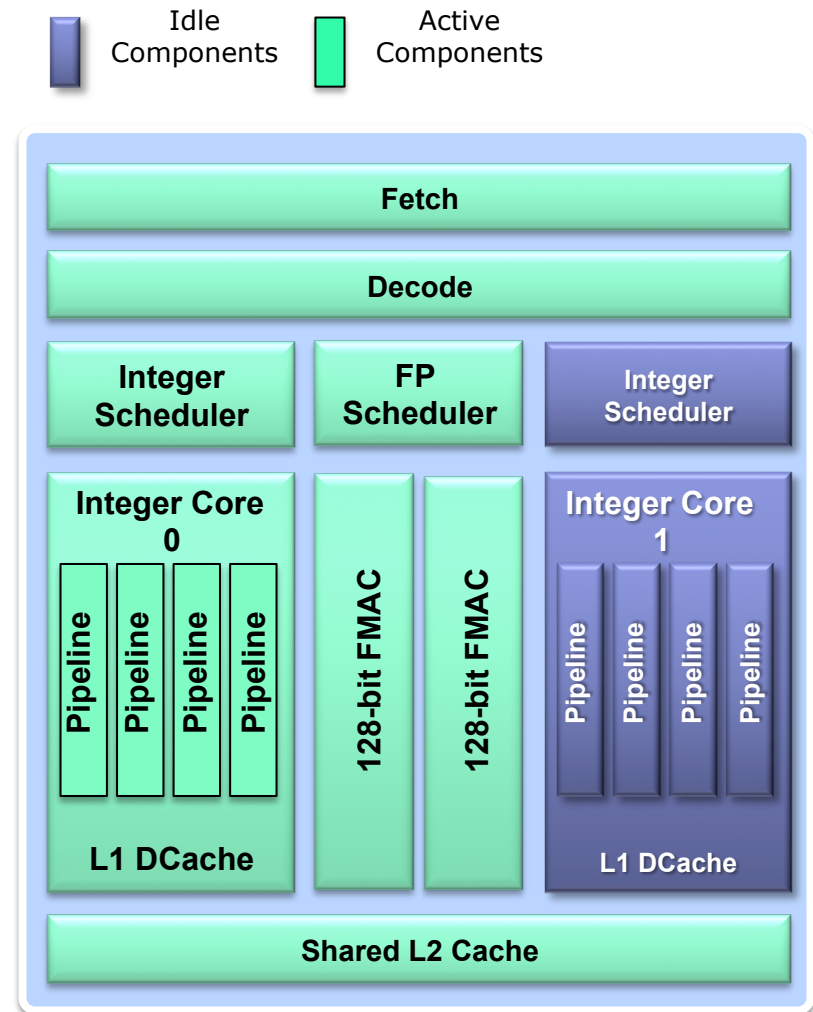 Idle
Components
Active
Components
Fetch
Decode
Integer
Scheduler
FP
Scheduler
Integer
Scheduler
Integer Core
0
Pipeline
Pipeline
Pipeline
Pipeline
L1 DCache
128-bit FMAC
128-bit FMAC
Integer Core
1
Pipeline
Pipeline
Pipeline
Pipeline
L1 DCache
Shared L2 Cache